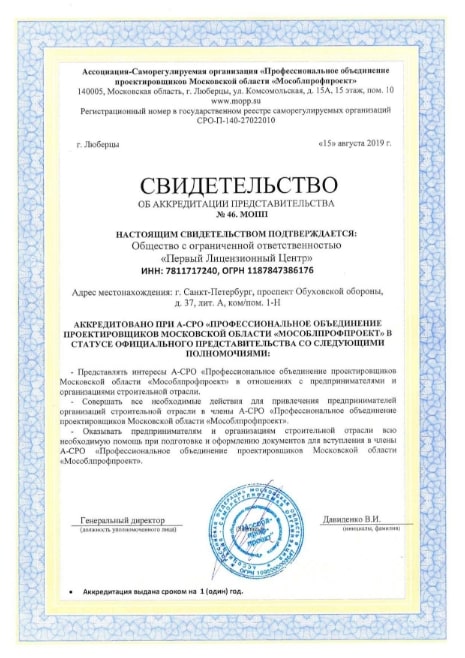 Ассоциация-Саморегулируемая организация «Профессиональное объединение
проектировщиков Московской области «Мособлпрофпроект»
140005, Московская область, г. Люберцы, ул. Комсомольская, д. 15А, 15 этаж, пом. 10
www.mopp.su
Регистрационный номер в государственном реестре саморегулируемых организаций
СРО-П-140-27022010
г. Люберцы
«15» августа 2019 г.
СВИДЕТЕЛЬСТВО
ОБ АККРЕДИТАЦИИ ПРЕДСТАВИТЕЛЬСТВА
№ 46. МОПП
НАСТОЯЩИМ СВИДЕТЕЛЬСТВОМ ПОДТВЕРЖДАЕТСЯ:
Общество с ограниченной ответственностью
«Первый Лицензионный Центр»
ИНН: 7811717240, ОГРН 1187847386176
Адрес местонахождения: г. Санкт-Петербург, проспект Обуховской обороны,
д. 37, лит. А, ком/пом. 1-Н
АККРЕДИТОВАНО ПРИ А-СРО «ПРОФЕССИОНАЛЬНОЕ ОБЪЕДИНЕНИЕ
ПРОЕКТИРОВЩИКОВ МОСКОВСКОЙ ОБЛАСТИ «МОСОБЛПРОФПРОЕКТ» В
СТАТУСЕ ОФИЦИАЛЬНОГО ПРЕДСТАВИТЕЛЬСТВА СО СЛЕДУЮЩИМИ
ПОЛНОМОЧИЯМИ:
- Представлять интересы А-СРО «Профессиональное объединение проектировщиков
Московской области «Мособлпрофпроект» в отношениях с предпринимателями и
организациями строительной отрасли.
- Совершать все необходимые действия для привлечения предпринимателей
организаций строительной отрасли в члены А-СРО «Профессиональное объединение
проектировщиков Московской области «Мособлпрофпроект».
- Оказывать предпринимателям и организациям строительной отрасли всю
необходимую помощь при подготовке и оформлению документов для вступления в члены
А-СРО «Профессиональное объединение проектировщиков Московской области
«Мособлпрофпроект».
Генеральный директор
(должность уполномоченного лица)
Даниленко В.И.
(инициалы, фамилия)
• Аккредитация выдана сроком на 1 (один) год.